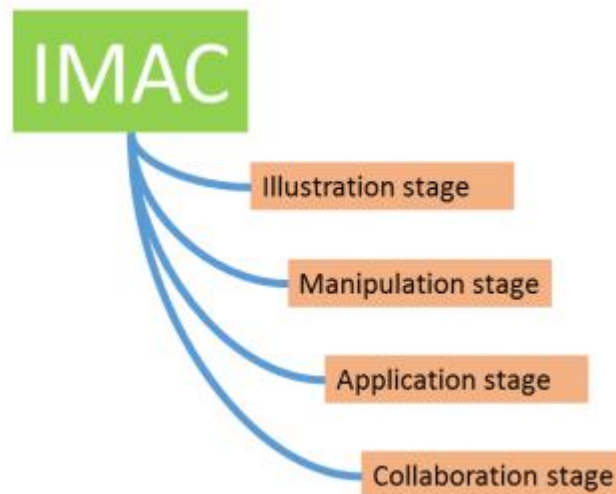 IMAC
Illustration stage
Manipulation stage
Application stage
Collaboration stage